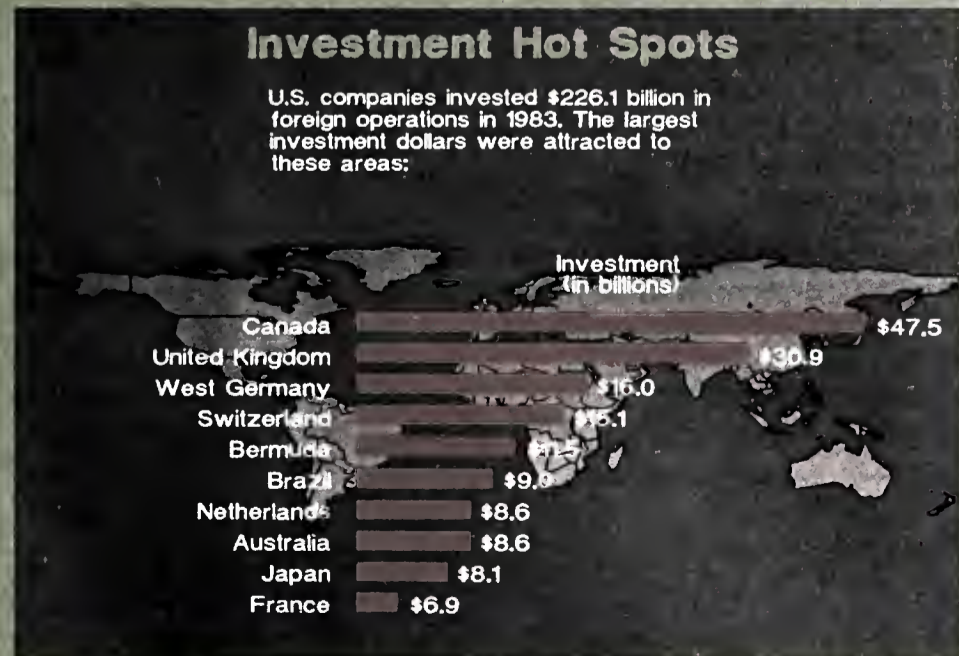 Investment Hot Spots
U.S. companies invested $226.1 billion in
foreign operations in 1983. The largest
investment dollars were attracted to
these areas:
Investment
(in billions)
Canada $47.5
United Kingdom $30.9
West Germany $16.0
Switzerland $15.1
Bermuda
Brazil
Netherlands $8.6
Australia $8.6
Japan $8.1
France $6.9